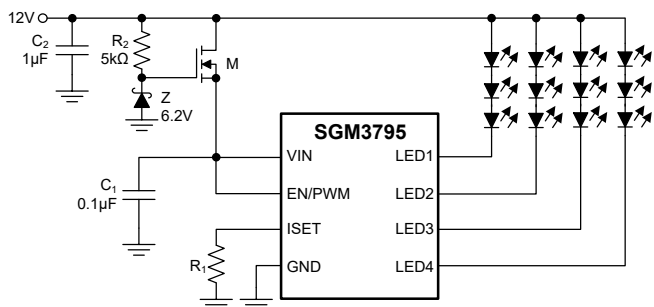 12V
C2
1µF
R2
5kΩ
M
Z
6.2V
SGM3795
VIN
LED1
C1
0.1µF
EN/PWM
LED2
ISET
LED3
R1
GND
LED4